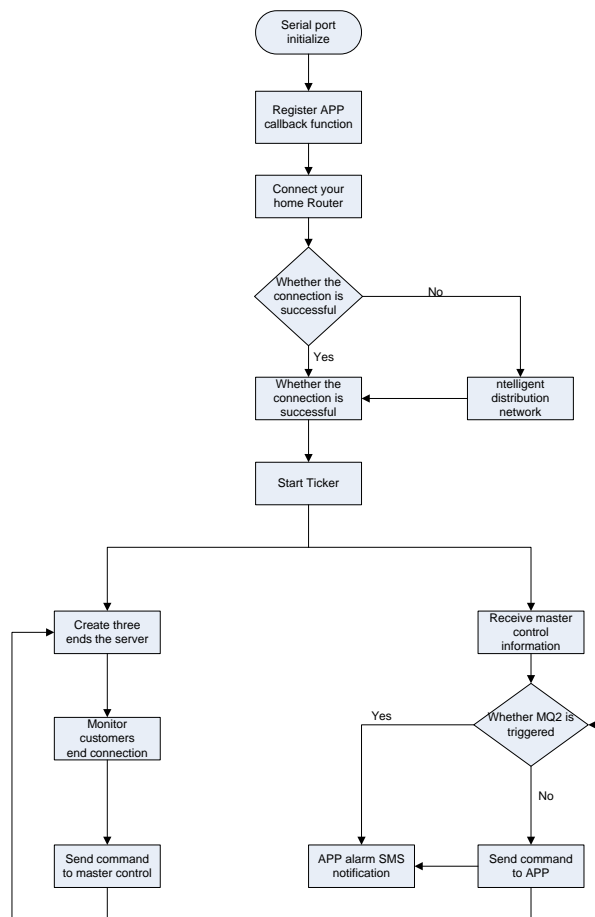 Serial port
initialize
Register APP
callback function
Connect your
home Router
Whether the
connection is
successful
No
Yes
Whether the
connection is
successful
ntelligent
distribution
network
Start Ticker
Create three
ends the server
Receive master
control
information
Monitor
customers
end connection
Yes
Whether MQ2 is
triggered
No
Send command
to master control
APP alarm SMS
notification
Send command
to APP